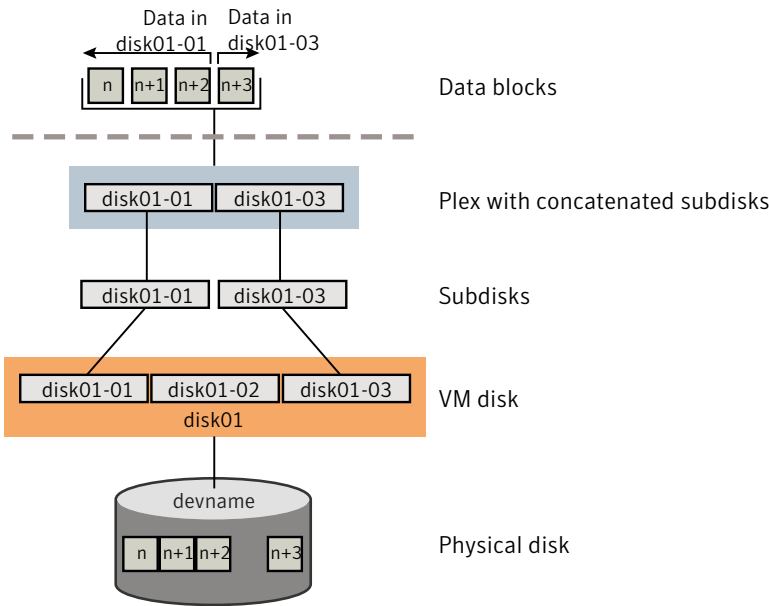 Data in
disk01-01
Data in
disk01-03
n
n+1
n+2
n+3
Data blocks
disk01-01
disk01-03
Plex with concatenated subdisks
disk01-01
disk01-03
Subdisks
disk01-01
disk01-02
disk01-03
disk01
VM disk
devname
n
n+1
n+2
n+3
Physical disk